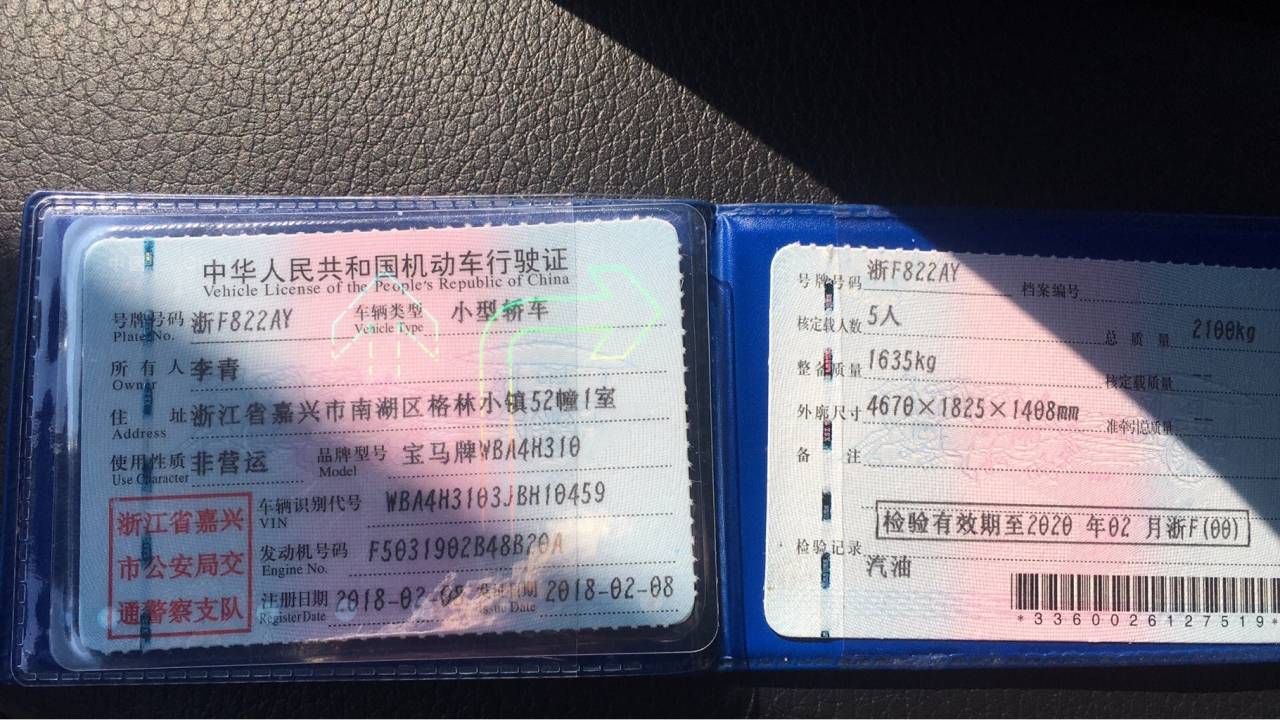 中华人民共和国机动车行驶证
Vehicle License of the People's Republic of China
号牌号码 浙F822AY 车辆类型 小型轿车
Plate No. Vehicle Type
所有人 李青
Owner
住址 浙江省嘉兴市南湖区格林小镇52幢1室
Address
使用性质 非营运 品牌型号 宝马牌WBA4H310
Use Character Model
浙江省嘉兴
市公安局交
通警察支队
车辆识别代号 WBA4H3103JBH10459
VIN
发动机号码 F5031902B48B20A
Engine No.
注册日期 2018-02-08 发证日期 2018-02-08
Register Date Issue Date
号牌号码 浙F822AY 档案编号
核定载人数 5人 总质量 2100kg
整备质量 1635kg 核定载质量 --
外廓尺寸 4670×1825×1408mm 准牵引总质量 --
备注
检验有效期至2020 年02 月浙F(00)
检验记录
汽油
*3360026127519*